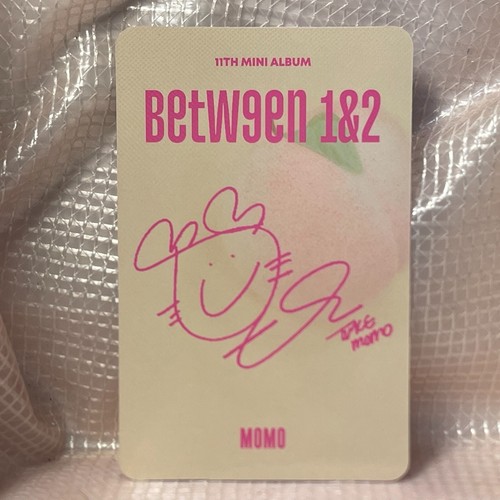 11TH MINI ALBUM
BetW9en 1&2
TWICE
momo
MOMO